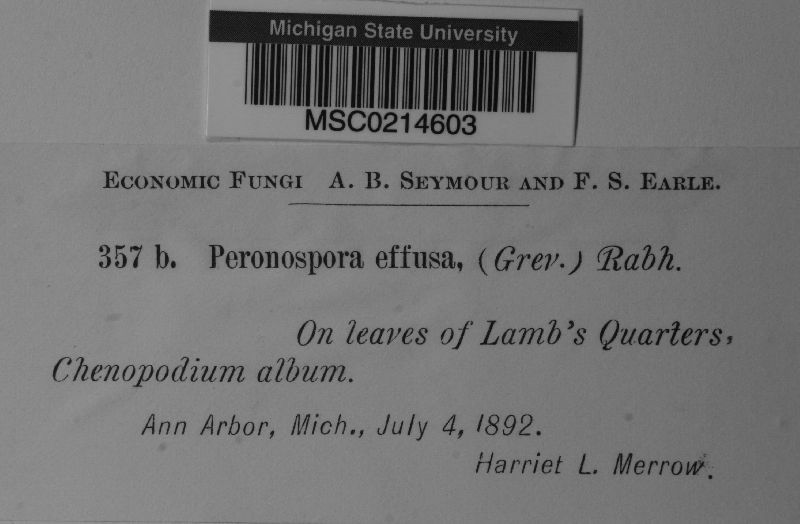 Michigan State University
MSC0214603
Economic Fungi A. B. Seymour and F. S. Earle.
357 b. Peronospora effusa, (Grev.) Rabh.
On leaves of Lamb's Quarters,
Chenopodium album.
Ann Arbor, Mich., July 4, 1892.
Harriet L. Merrow.